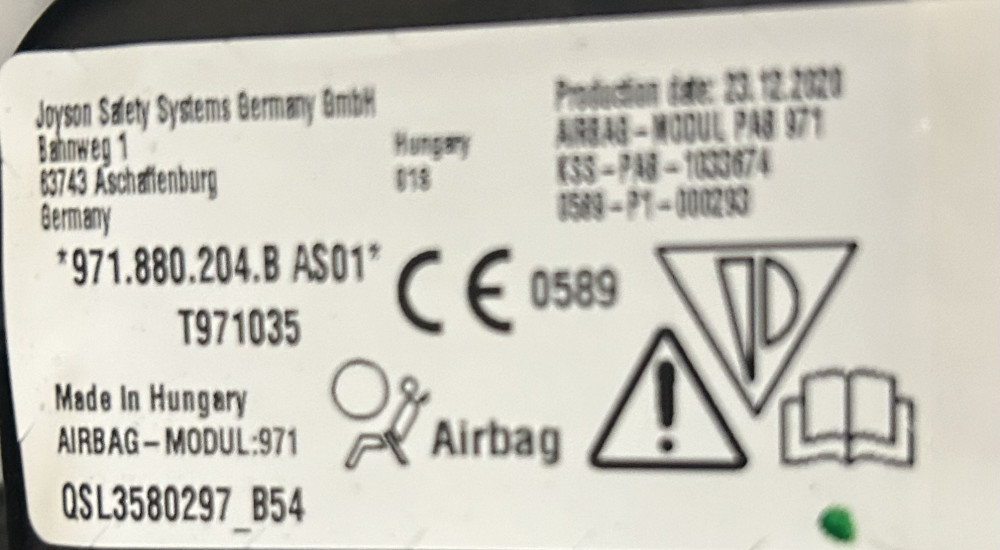 Joyson Safety Systems Germany GmbH
Bahnweg 1
63743 Aschaffenburg
Germany
Hungary
018
Production date: 23.12.2020
AIRBAG-MODUL PAB 971
KSS-PAB-1033674
0589-P1-000293
*971.880.204.B AS01*
T971035
CE 0589
Made In Hungary
AIRBAG-MODUL:971
QSL3580297_B54
Airbag